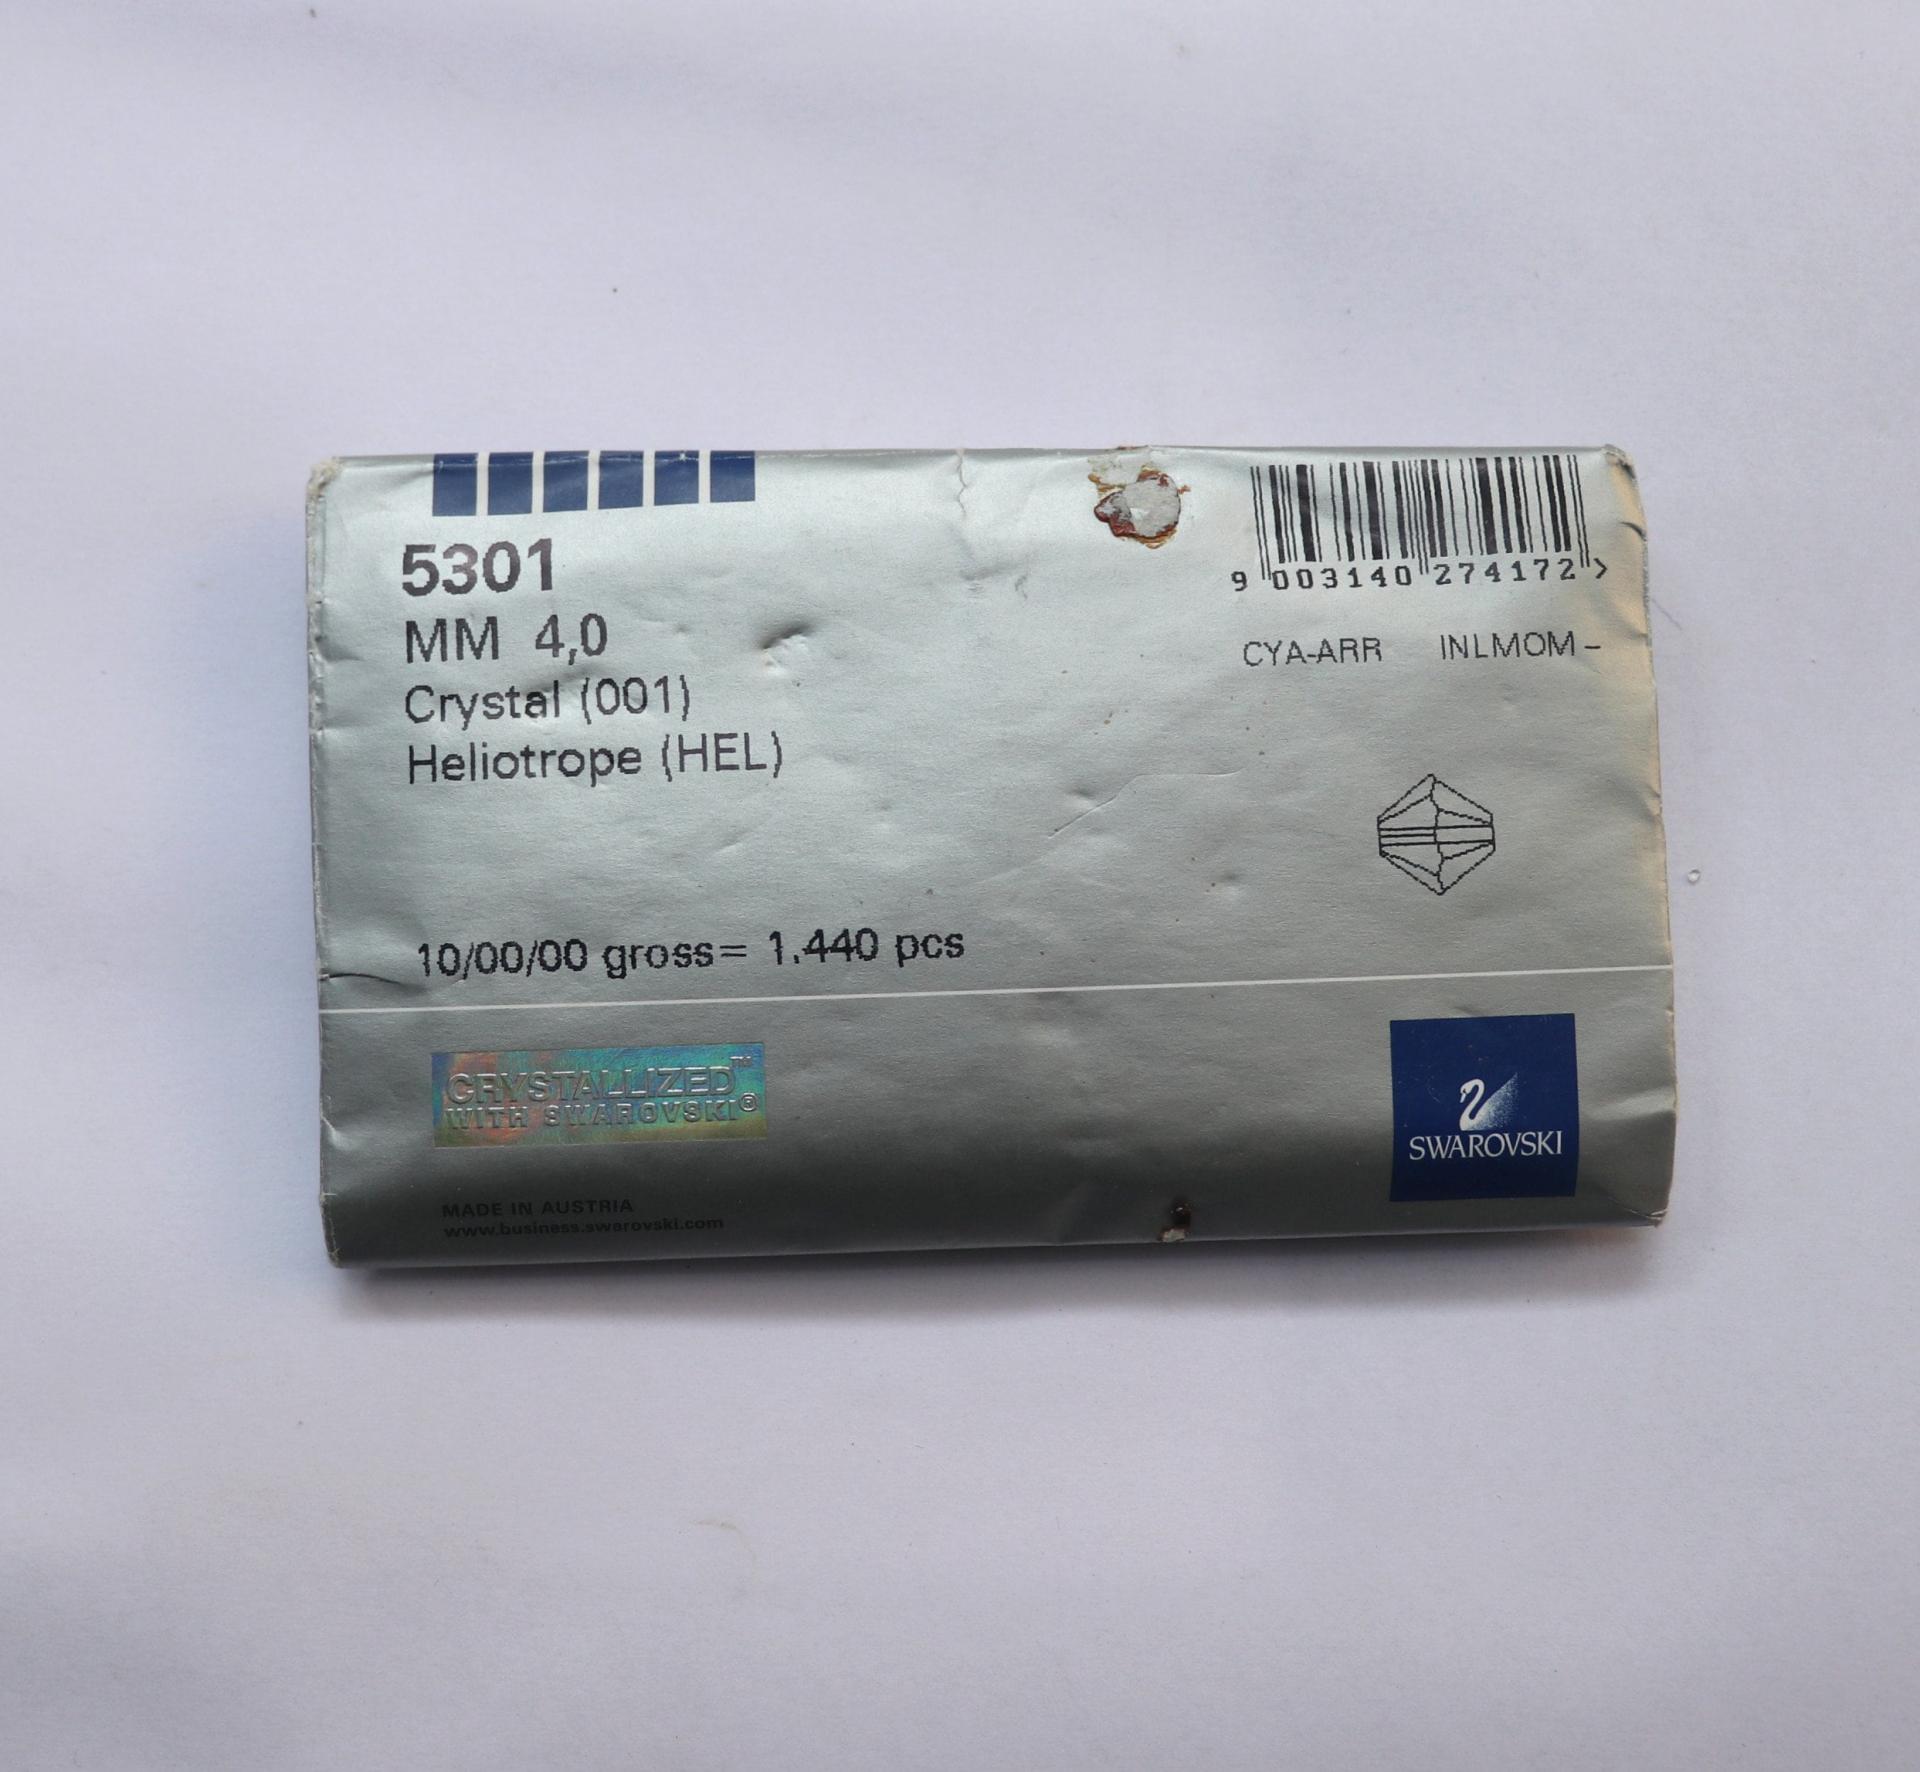 5301
MM 4,0
Crystal (001)
Heliotrope (HEL)
9 003140 274172 >
CYA-ARR INLMOM-
10/00/00 gross= 1.440 pcs
CRYSTALLIZED™
WITH SWAROVSKI®
MADE IN AUSTRIA
www.business.swarovski.com
SWAROVSKI